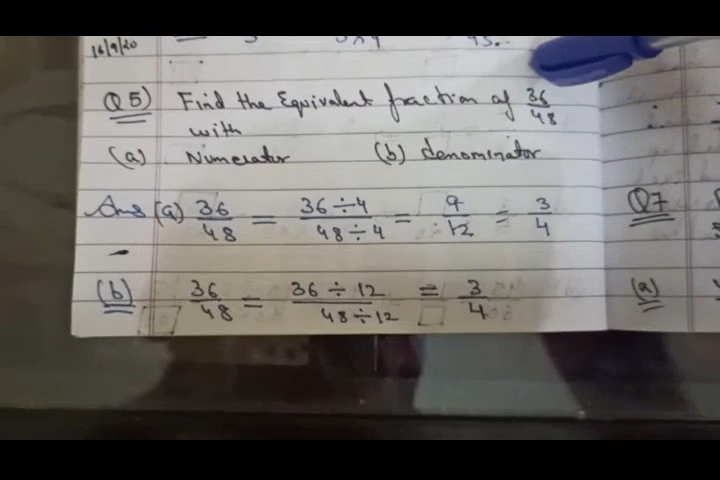 16/9/20
Q5) Find the Equivalent fraction of 36/48
with
(a) Numerator (b) denominator
Ans (a) 36/48 = 36÷4/48÷4 = 9/12 = 3/4
(b) 36/48 = 36÷12/48÷12 = 3/4
Q7
(a)